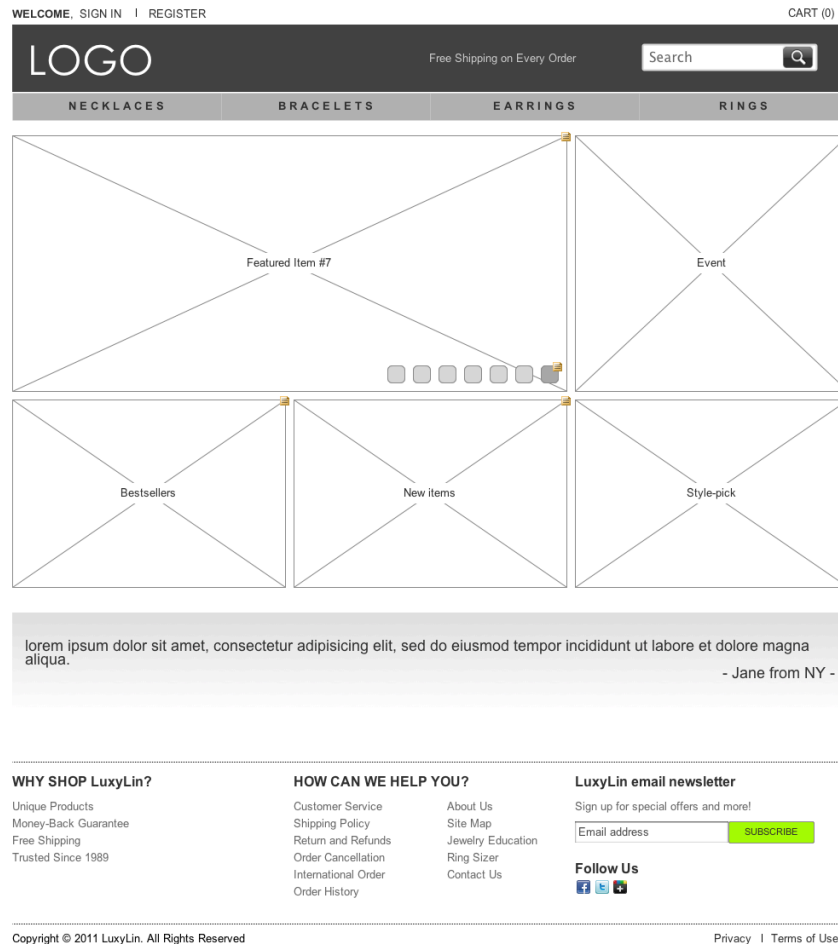 WELCOME, SIGN IN | REGISTER
CART (0)
LOGO
Free Shipping on Every Order
Search
NECKLACES
BRACELETS
EARRINGS
RINGS
Featured Item #7
Event
Bestsellers
New items
Style-pick
lorem ipsum dolor sit amet, consectetur adipisicing elit, sed do eiusmod tempor incididunt ut labore et dolore magna
aliqua.
- Jane from NY -
WHY SHOP LuxyLin?
Unique Products
Money-Back Guarantee
Free Shipping
Trusted Since 1989
HOW CAN WE HELP YOU?
Customer Service
Shipping Policy
Return and Refunds
Order Cancellation
International Order
Order History
About Us
Site Map
Jewelry Education
Ring Sizer
Contact Us
LuxyLin email newsletter
Sign up for special offers and more!
Email address
SUBSCRIBE
Follow Us
Copyright © 2011 LuxyLin. All Rights Reserved
Privacy | Terms of Use